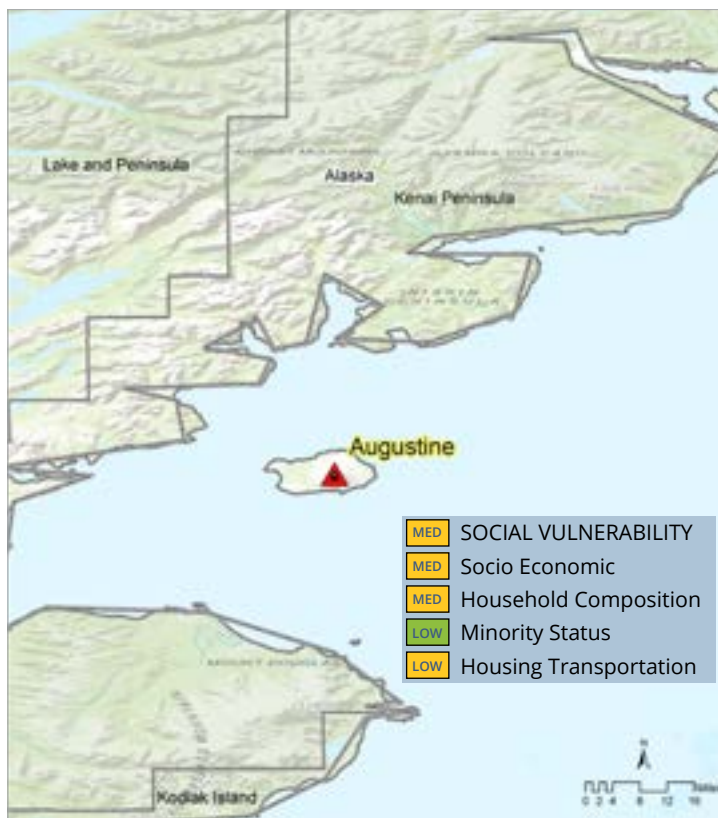 Lake and Peninsula
Alaska
Kenai Peninsula
Augustine
MED SOCIAL VULNERABILITY
MED Socio Economic
MED Household Composition
LOW Minority Status
LOW Housing Transportation
N
0 2 4 8 12 16
Kodiak Island